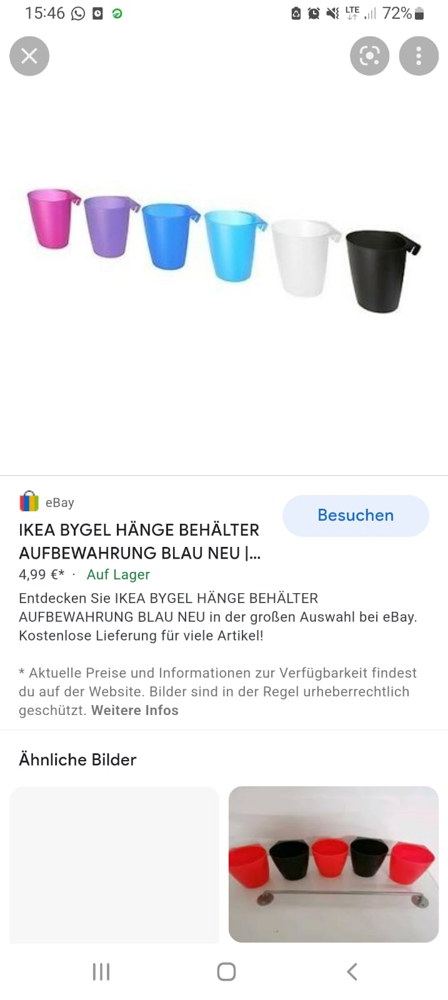 15:46
LTE
72%
eBay
Besuchen
IKEA BYGEL HÄNGE BEHÄLTER
AUFBEWAHRUNG BLAU NEU |...
4,99 €* · Auf Lager
Entdecken Sie IKEA BYGEL HÄNGE BEHÄLTER
AUFBEWAHRUNG BLAU NEU in der großen Auswahl bei eBay.
Kostenlose Lieferung für viele Artikel!
* Aktuelle Preise und Informationen zur Verfügbarkeit findest
du auf der Website. Bilder sind in der Regel urheberrechtlich
geschützt. Weitere Infos
Ähnliche Bilder